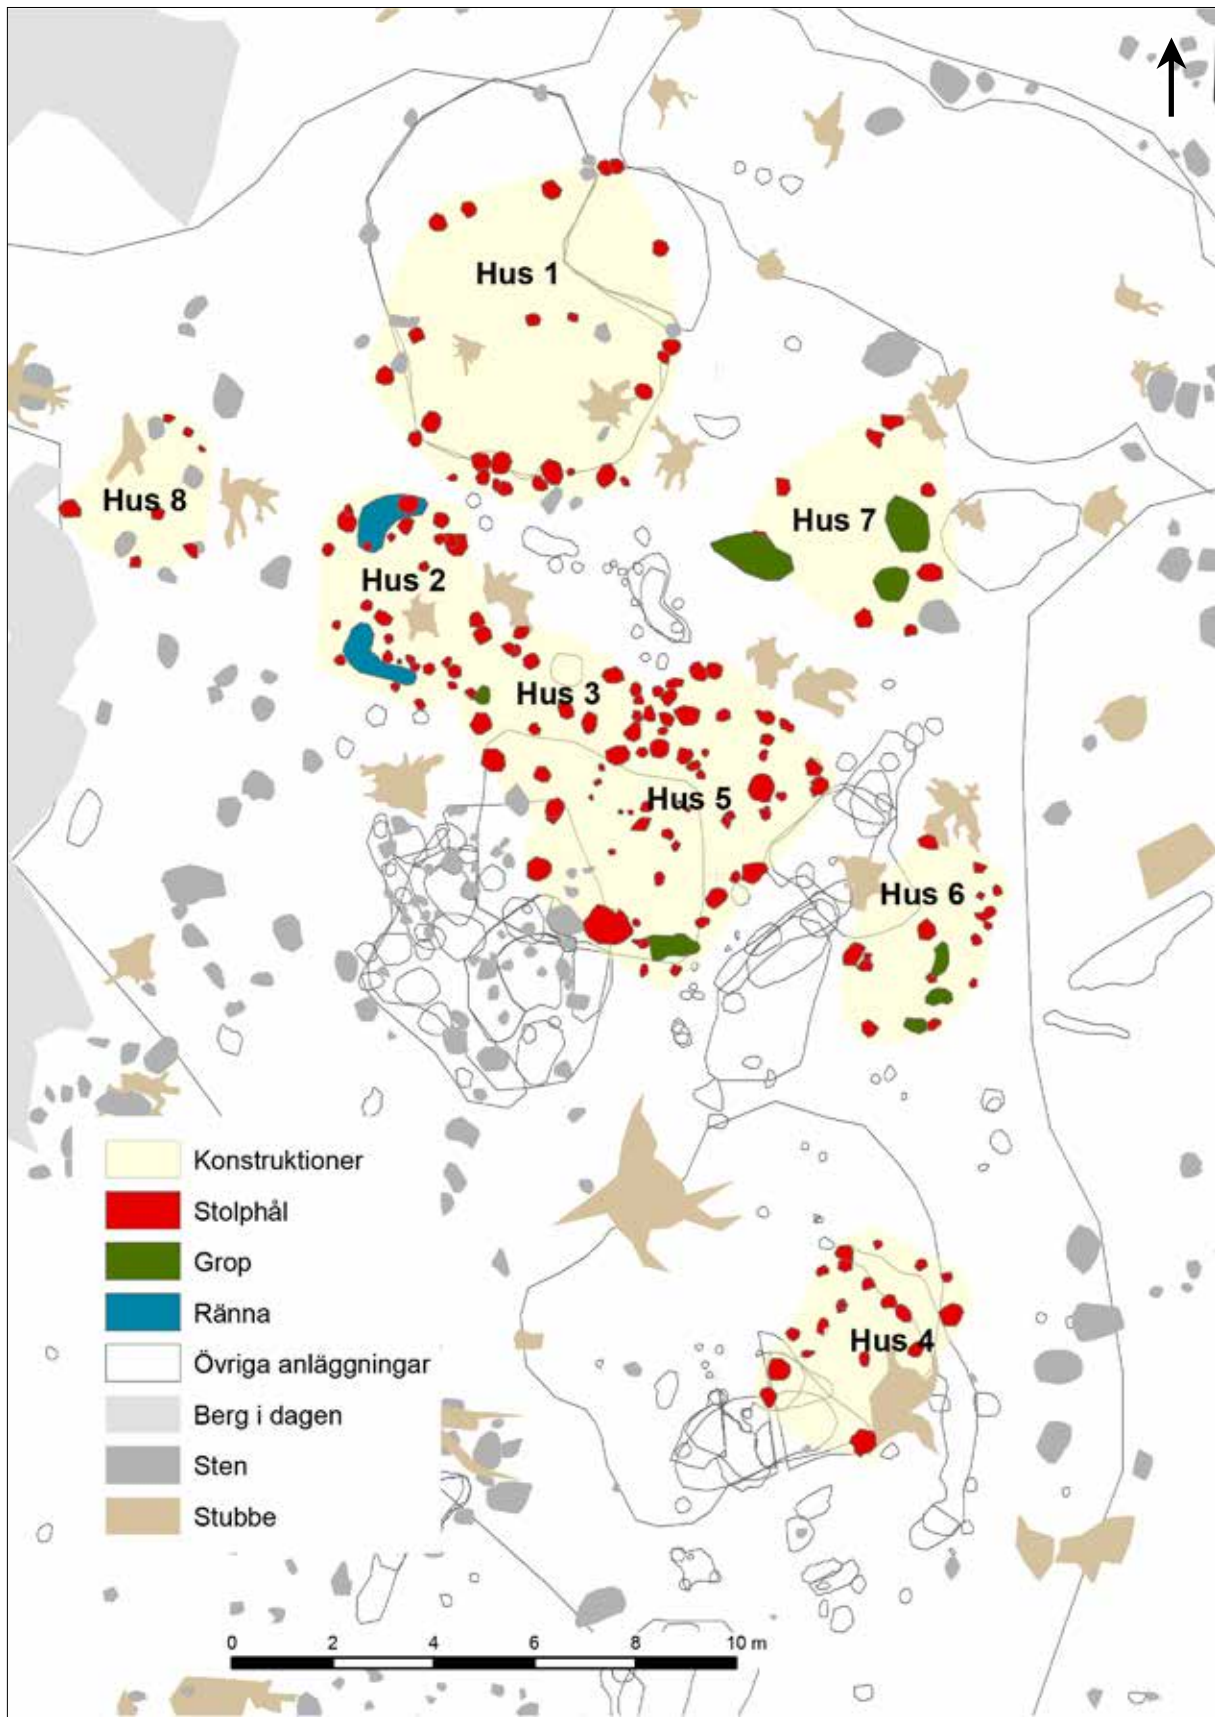 Hus 1
Hus 8
Hus 7
Hus 2
Hus 3
Hus 5
Hus 6
Hus 4
Konstruktioner
Stolphål
Grop
Ränna
Övriga anläggningar
Berg i dagen
Sten
Stubbe
0 2 4 6 8 10 m